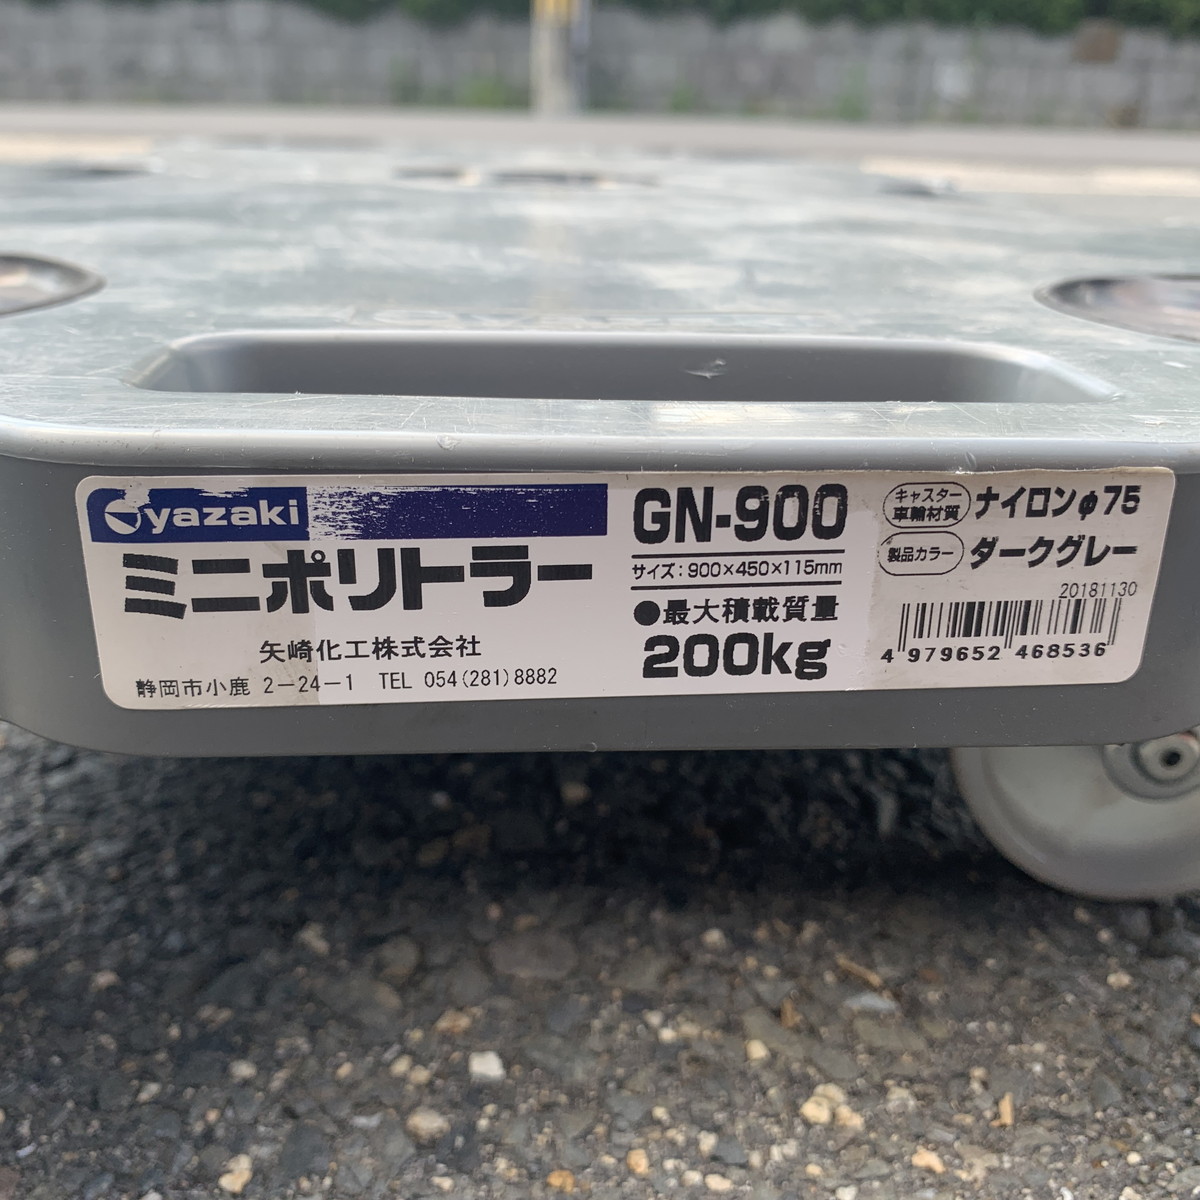 yazaki
ミニポリトラー
矢崎化工株式会社
静岡市小鹿 2-24-1 TEL 054(281)8882
GN-900
サイズ:900×450×115mm
●最大積載質量
200kg
キャスター車輪材質 ナイロンφ75
製品カラー ダークグレー
20181130
4 979652 468536